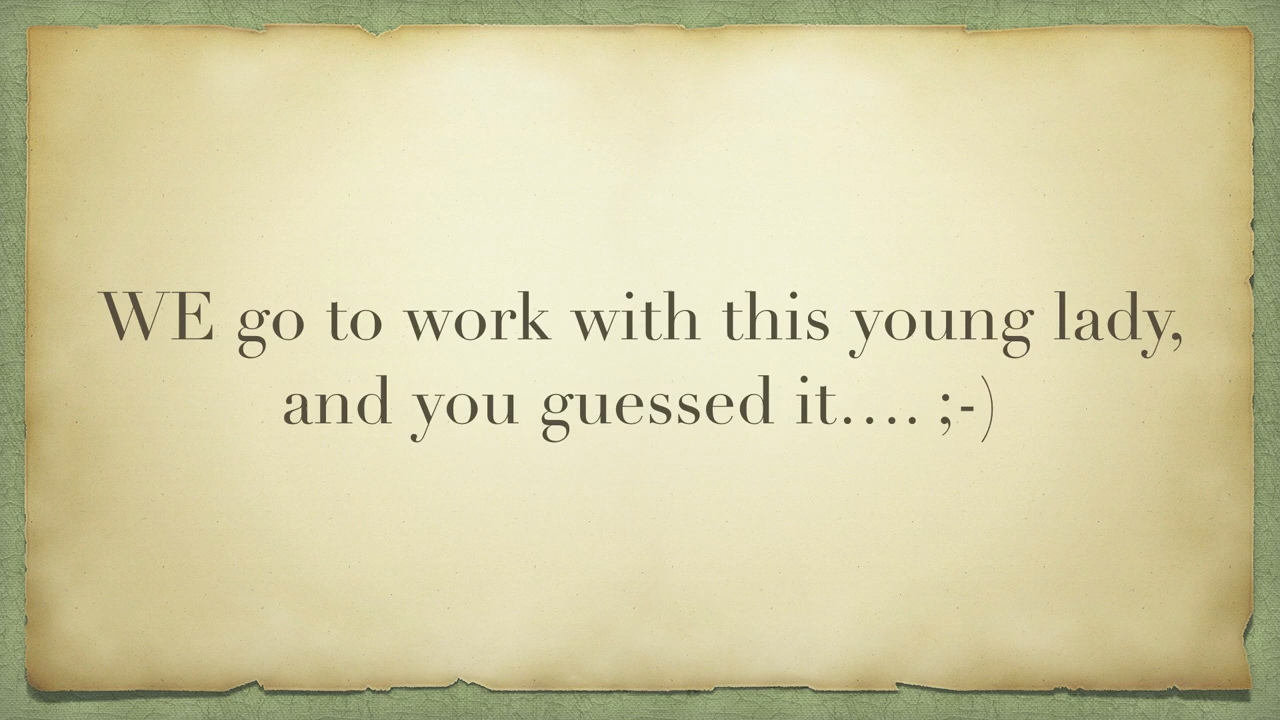 WE go to work with this young lady,
and you guessed it.... ;-)